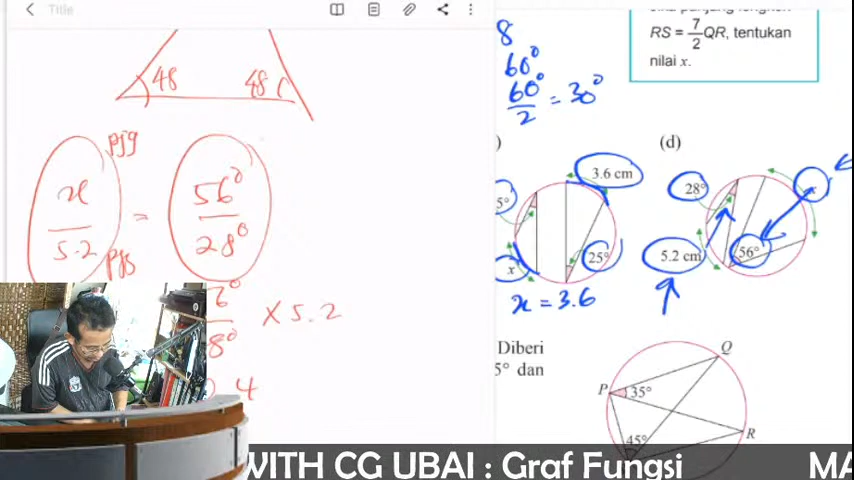 Title
RS = 7/2 QR, tentukan
nilai x.
8
60°
60°/2 = 30°
48
48
pjg
x/5.2 = 56°/28°
pjg
× 5.2
8°
4
(d)
3.6 cm
5°
25°
x
x = 3.6
28°
5.2 cm
56°
Diberi
5° dan
Q
P
35°
R
45°
WITH CG UBAI : Graf Fungsi
MA